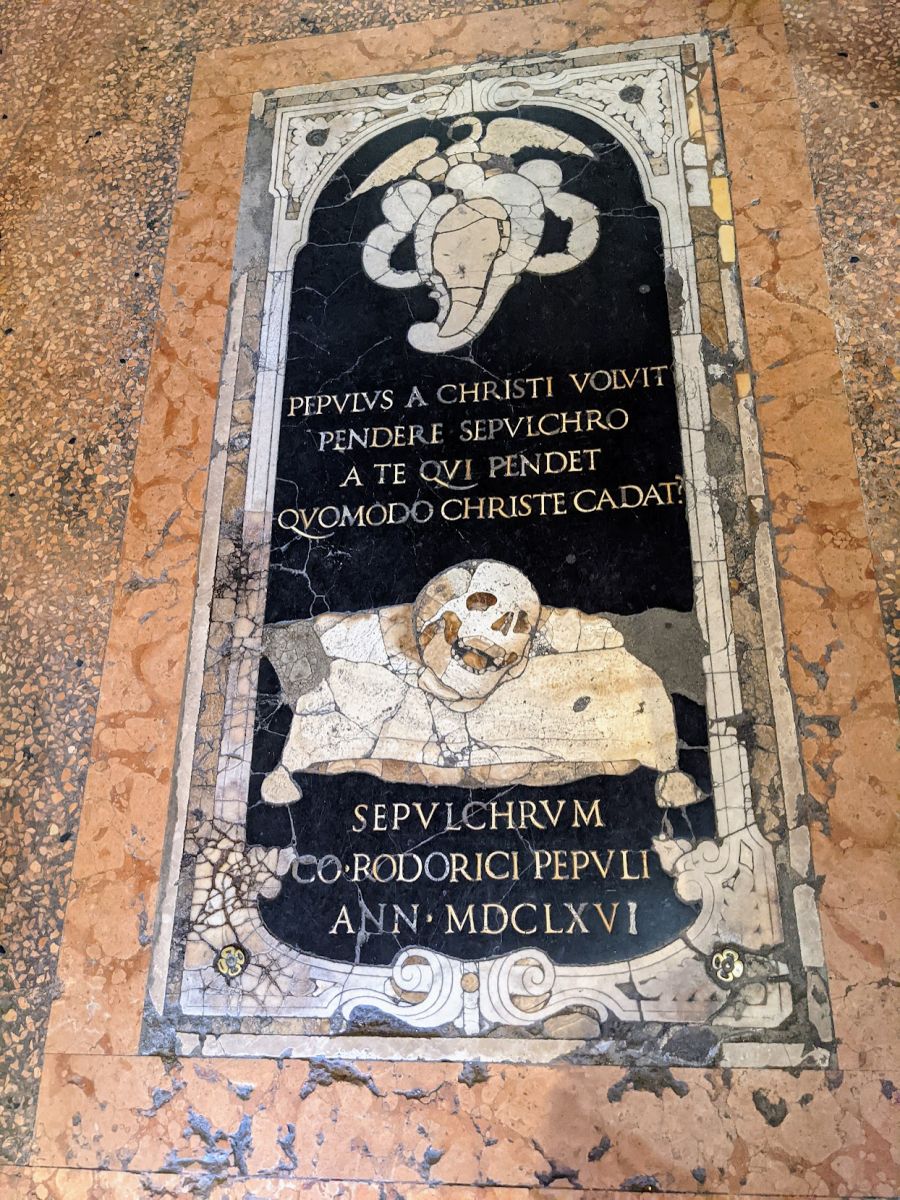 PEPVLVS A CHRISTI VOLVIT
PENDERE SEPVLCHRO
A TE QVI PENDET
QVOMODO CHRISTE CADAT?
SEPVLCHRVM
CO·RODORICI PEPVLI
ANN· MDCLXVI